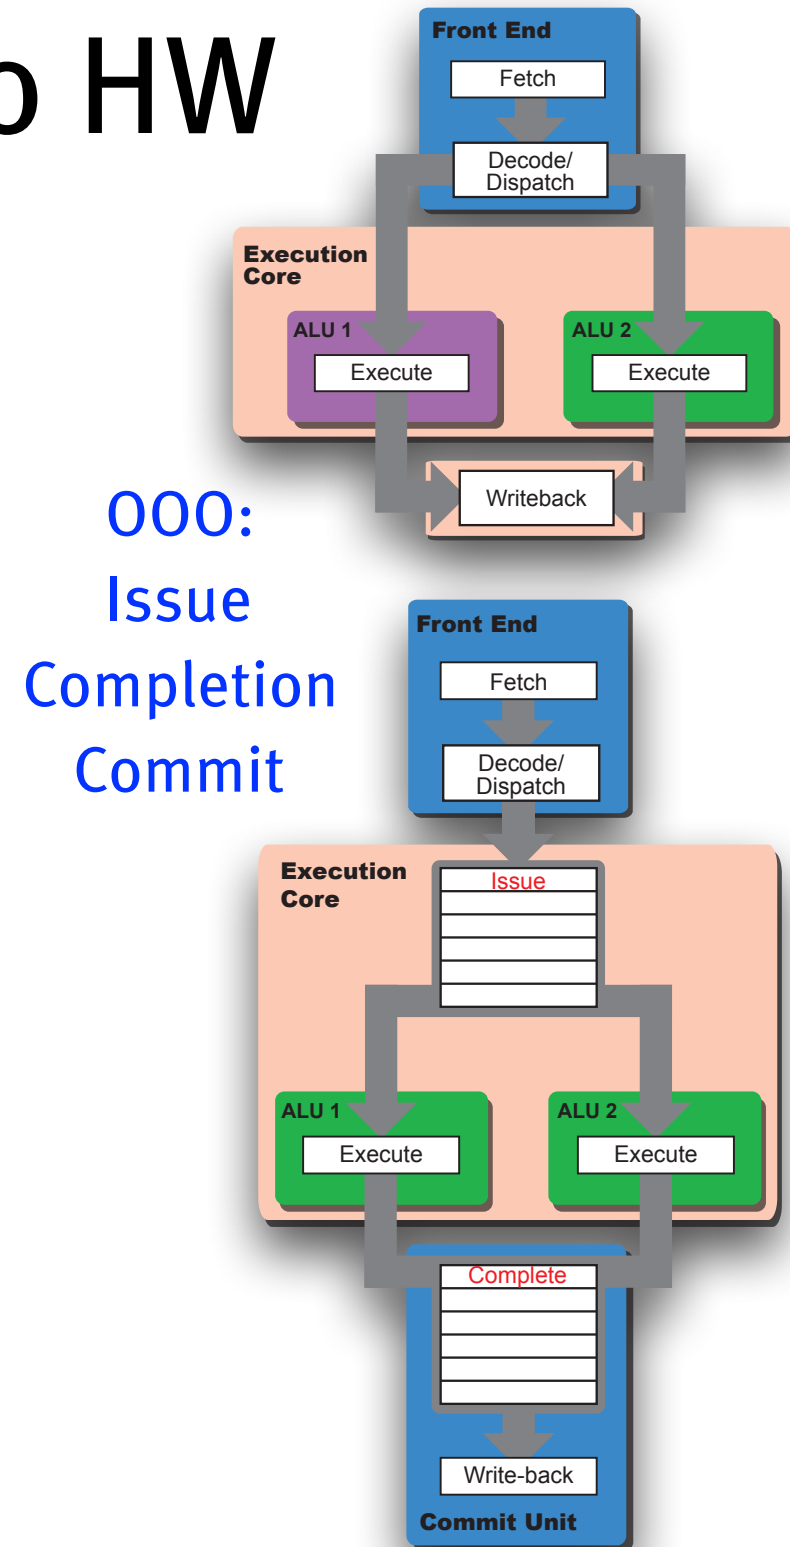 o HW
Front End
Fetch
Decode/
Dispatch
Execution
Core
ALU 1
Execute
ALU 2
Execute
Writeback
OOO:
Issue
Completion
Commit
Front End
Fetch
Decode/
Dispatch
Execution
Core
Issue
ALU 1
Execute
ALU 2
Execute
Complete
Write-back
Commit Unit